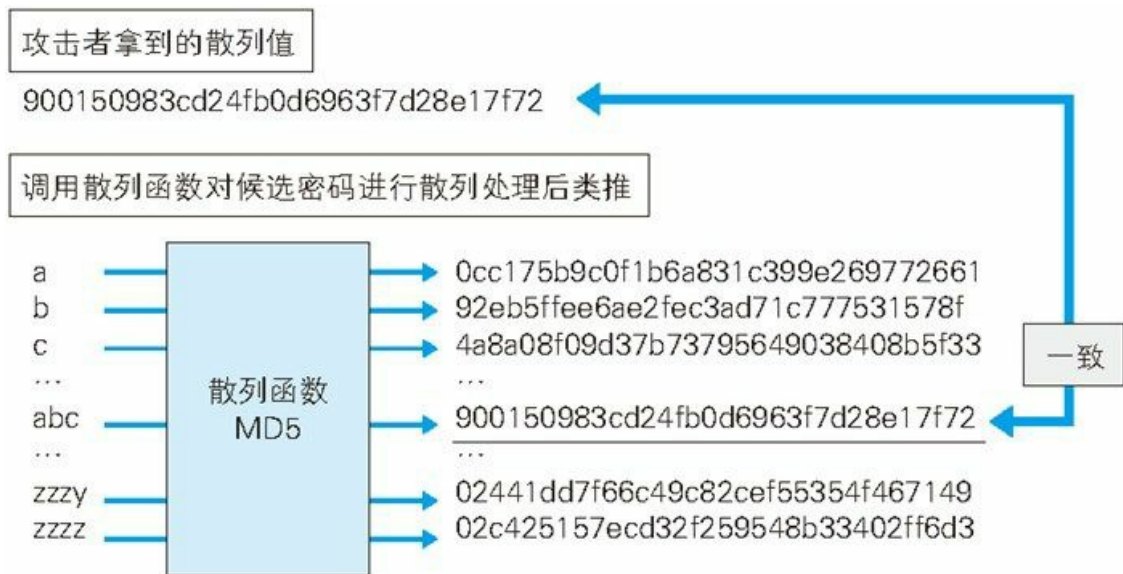 攻击者拿到的散列值
900150983cd24fb0d6963f7d28e17f72
调用散列函数对候选密码进行散列处理后类推
a 0cc175b9c0f1b6a831c399e269772661
b 92eb5ffee6ae2fec3ad71c777531578f
c 4a8a08f09d37b73795649038408b5f33
一致
… …
散列函数
MD5
abc 900150983cd24fb0d6963f7d28e17f72
… …
zzzy 02441dd7f66c49c82cef55354f467149
zzzz 02c425157ecd32f259548b33402ff6d3